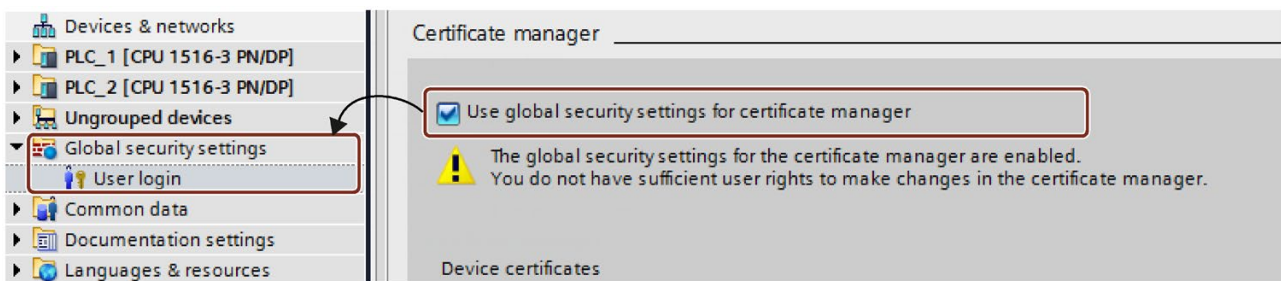 Devices & networks
PLC_1 [CPU 1516-3 PN/DP]
PLC_2 [CPU 1516-3 PN/DP]
Ungrouped devices
Global security settings
User login
Common data
Documentation settings
Languages & resources
Certificate manager
Use global security settings for certificate manager
The global security settings for the certificate manager are enabled.
You do not have sufficient user rights to make changes in the certificate manager.
Device certificates